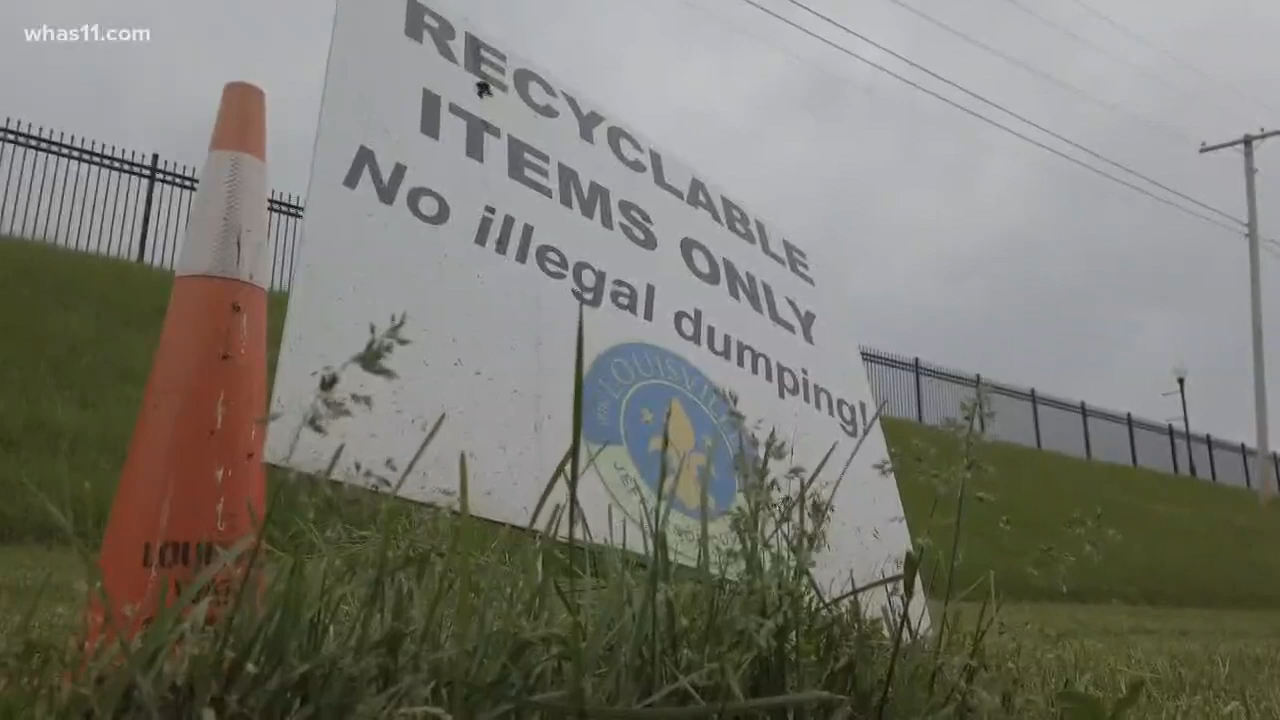 whas11.com
RECYCLABLE
ITEMS ONLY
No illegal dumping!
LOUISVILLE